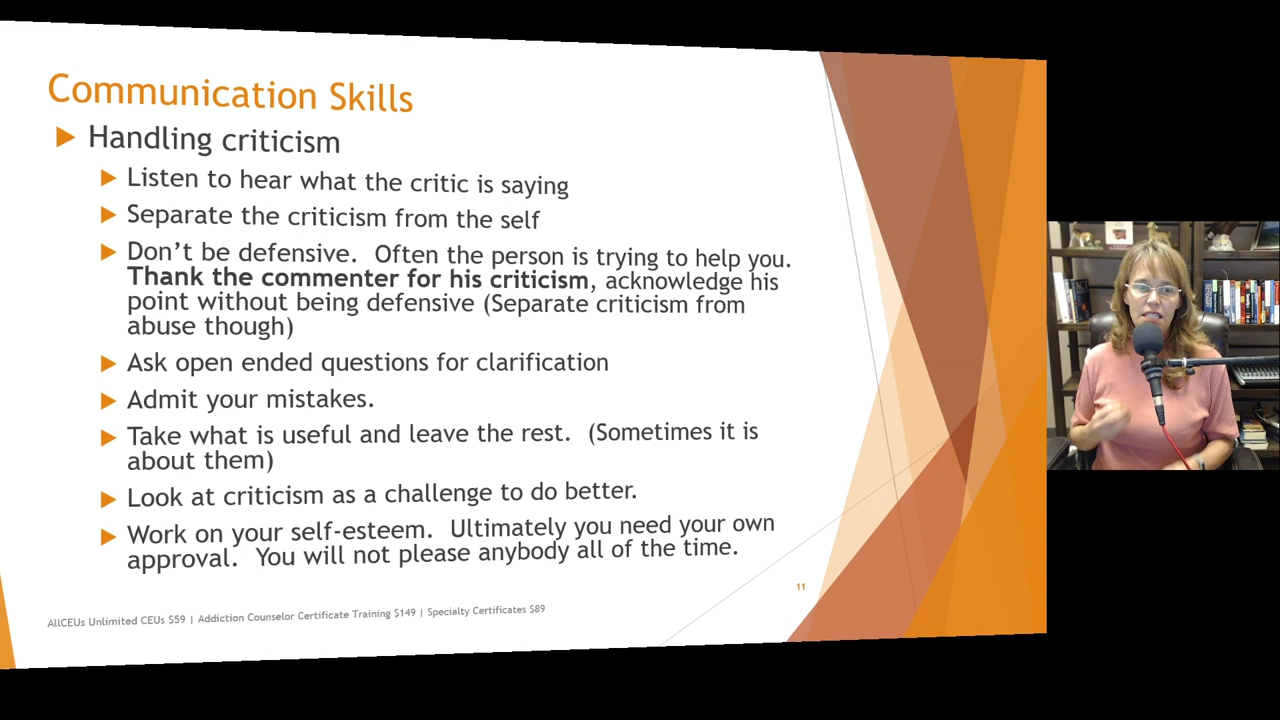 Communication Skills
Handling criticism
Listen to hear what the critic is saying
Separate the criticism from the self
Don’t be defensive.  Often the person is trying to help you.
Thank the commenter for his criticism, acknowledge his
point without being defensive (Separate criticism from
abuse though)
Ask open ended questions for clarification
Admit your mistakes.
Take what is useful and leave the rest.  (Sometimes it is
about them)
Look at criticism as a challenge to do better.
Work on your self-esteem.  Ultimately you need your own
approval.  You will not please anybody all of the time.
11
AllCEUs Unlimited CEUs $59 | Addiction Counselor Certificate Training $149 | Specialty Certificates $89